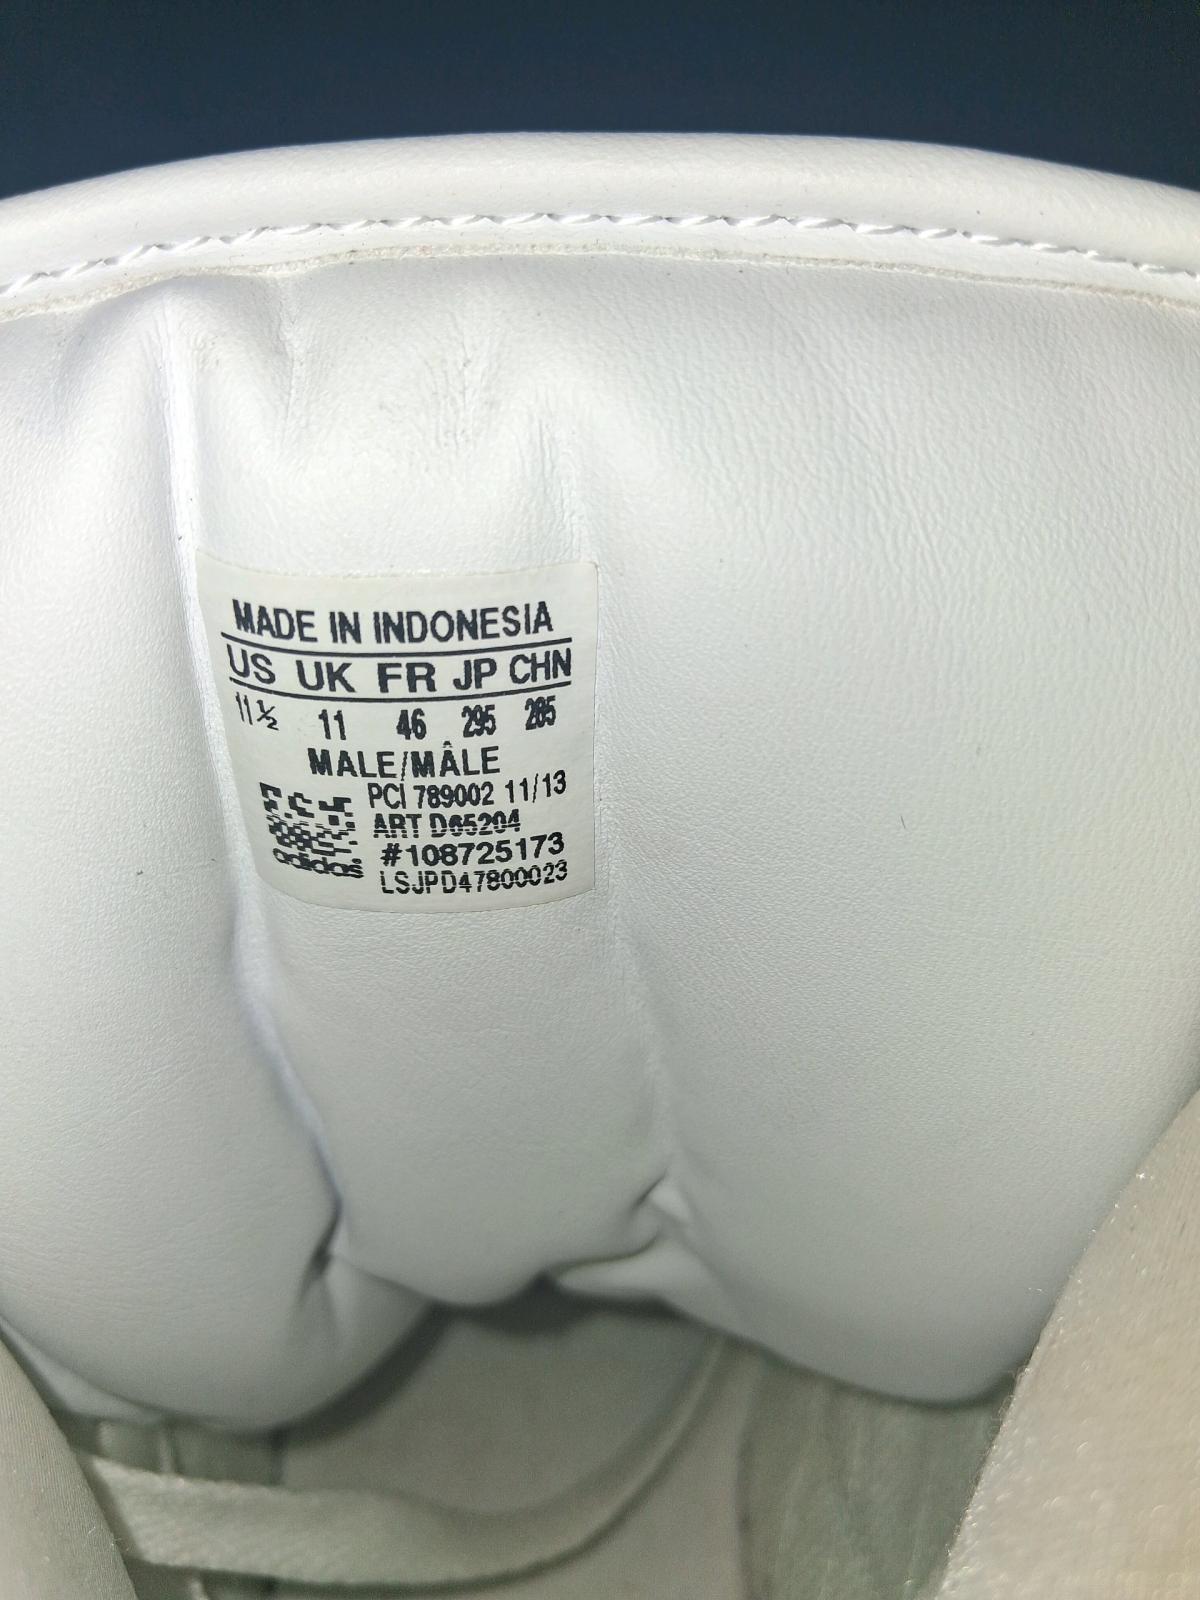 MADE IN INDONESIA
US UK FR JP CHN
11½ 11 46 295 285
MALE/MÂLE
PCI 789002 11/13
ART D65204
#108725173
adidas LSJPD47800023